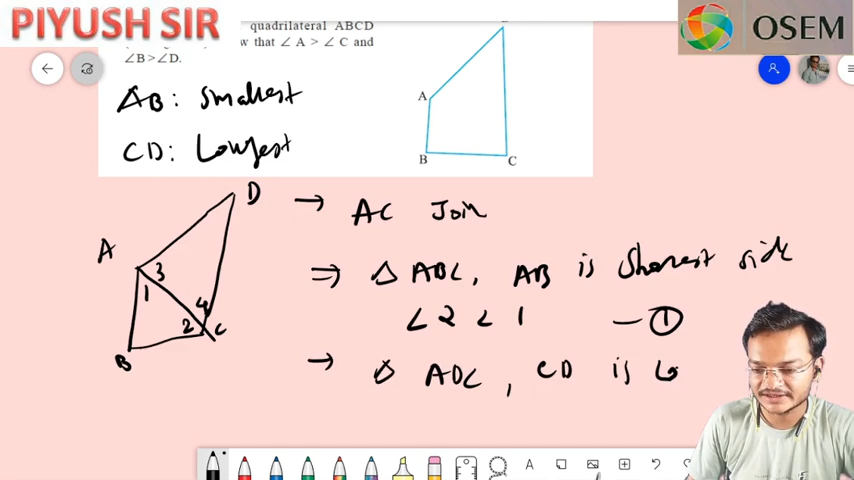 PIYUSH SIR
OSEM
quadrilateral ABCD
w that ∠ A > ∠ C and
∠B>∠D.
AB: Smallest
CD: Longest
A
B
C
D
A
B
C
3
1
4
2
→ AC Join
⇒ △ ABC, AB is Shortest side
∠2 < 1 — ①
→ △ ADC, CD is Lo
A